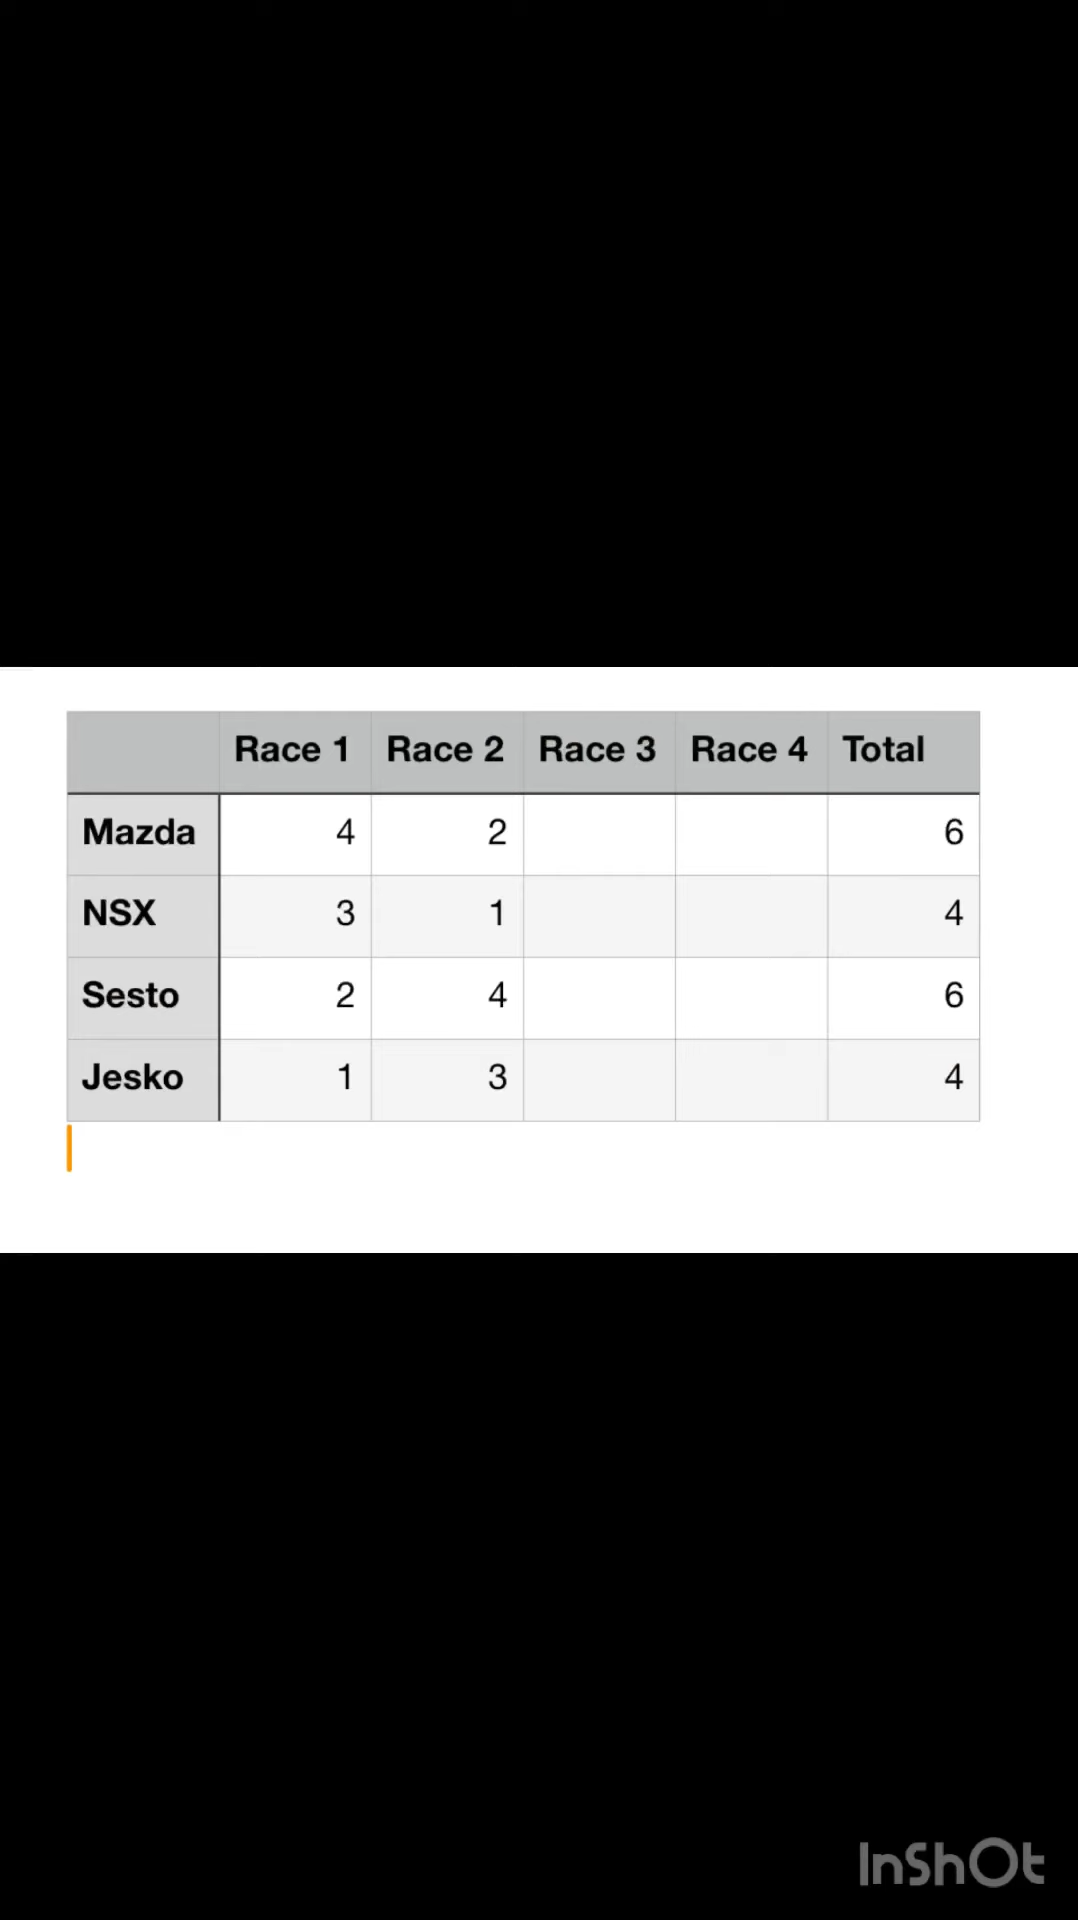 Race 1 Race 2 Race 3 Race 4 Total
Mazda 4 2 6
NSX 3 1 4
Sesto 2 4 6
Jesko 1 3 4
InShOt